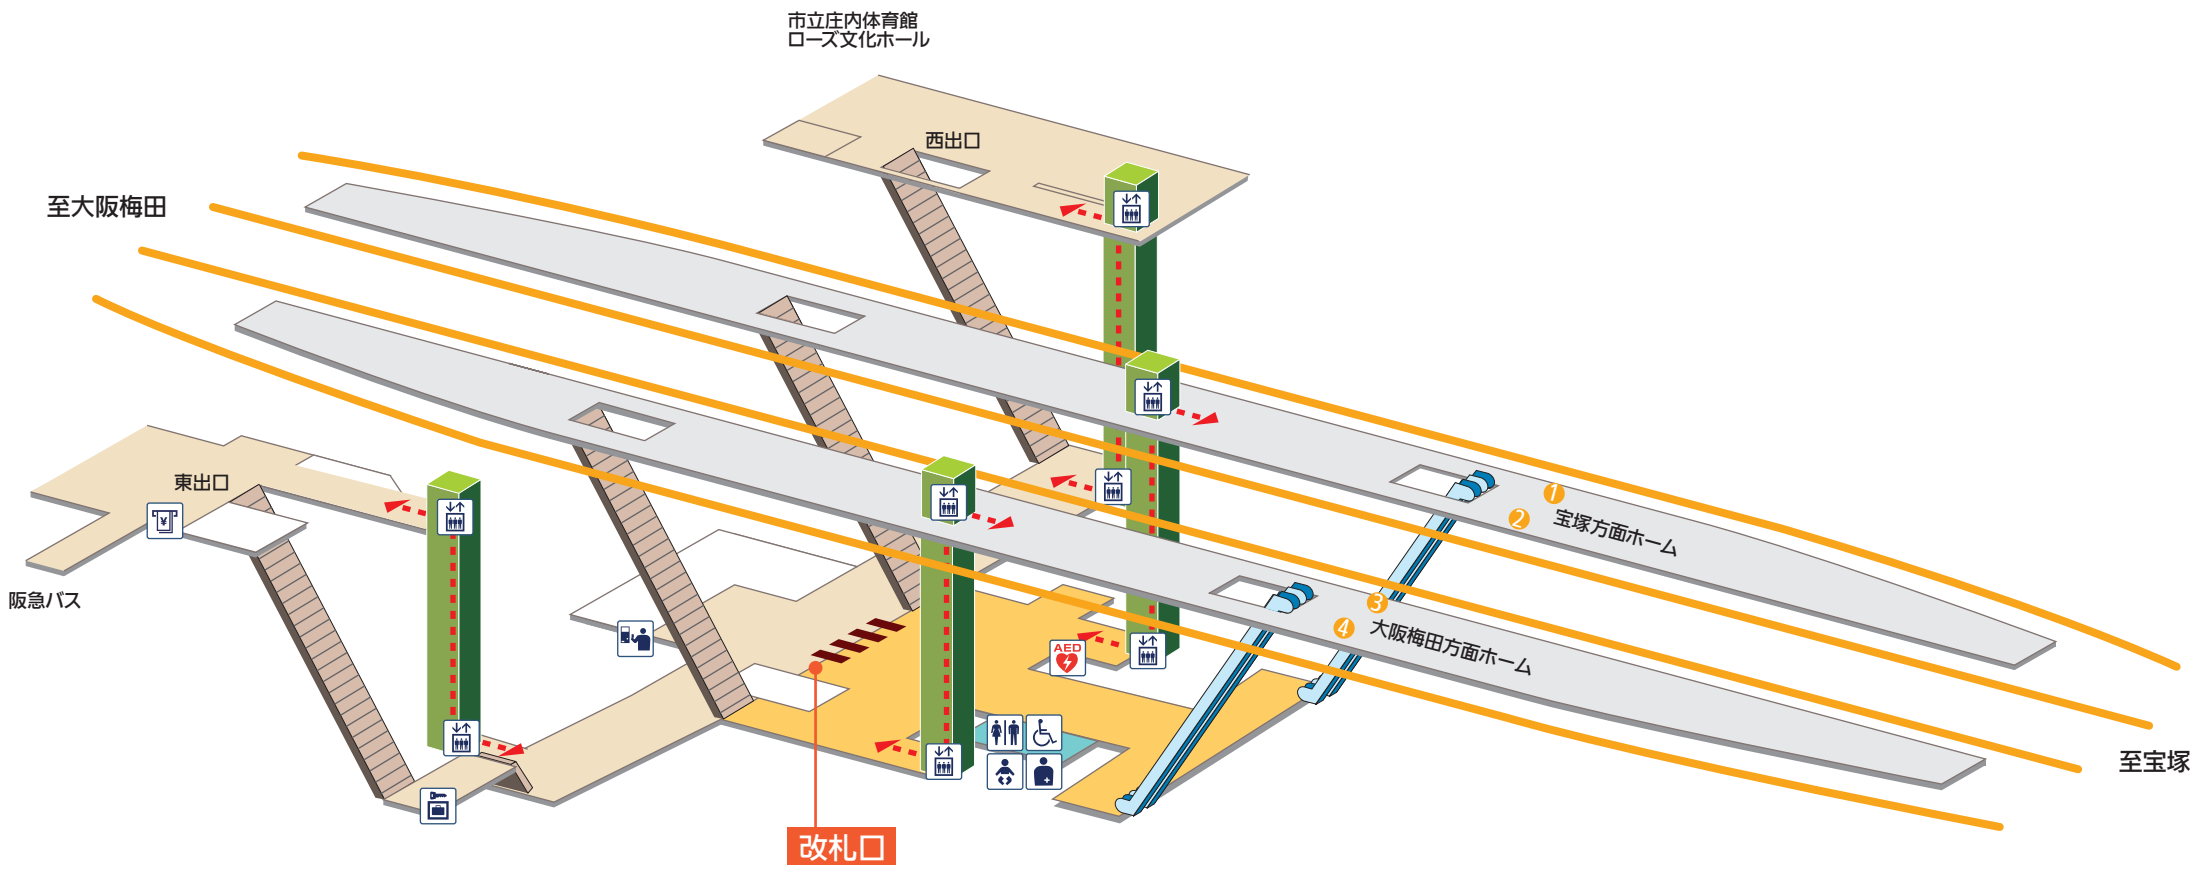 市立庄内体育館
ローズ文化ホール
西出口
至大阪梅田
東出口
¥
阪急バス
1
2
宝塚方面ホーム
3
4
大阪梅田方面ホーム
AED
至宝塚
改札口